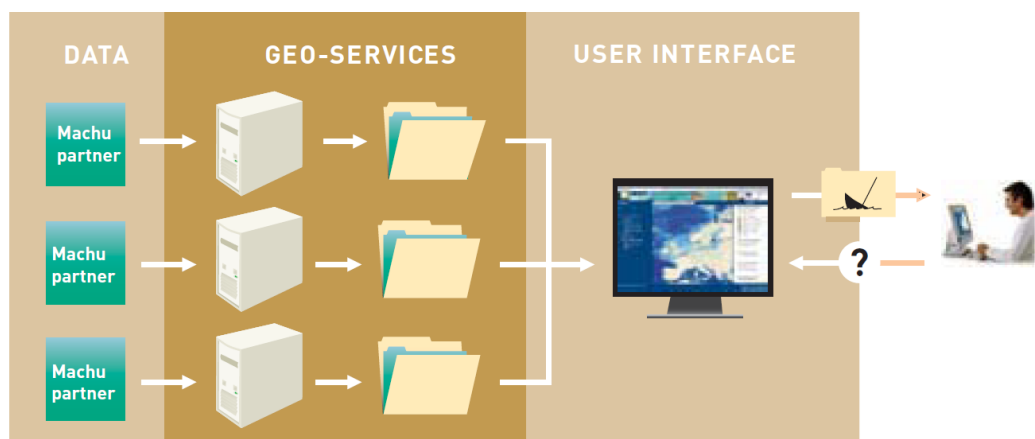 DATA
GEO-SERVICES
USER INTERFACE
Machu
partner
Machu
partner
Machu
partner
?